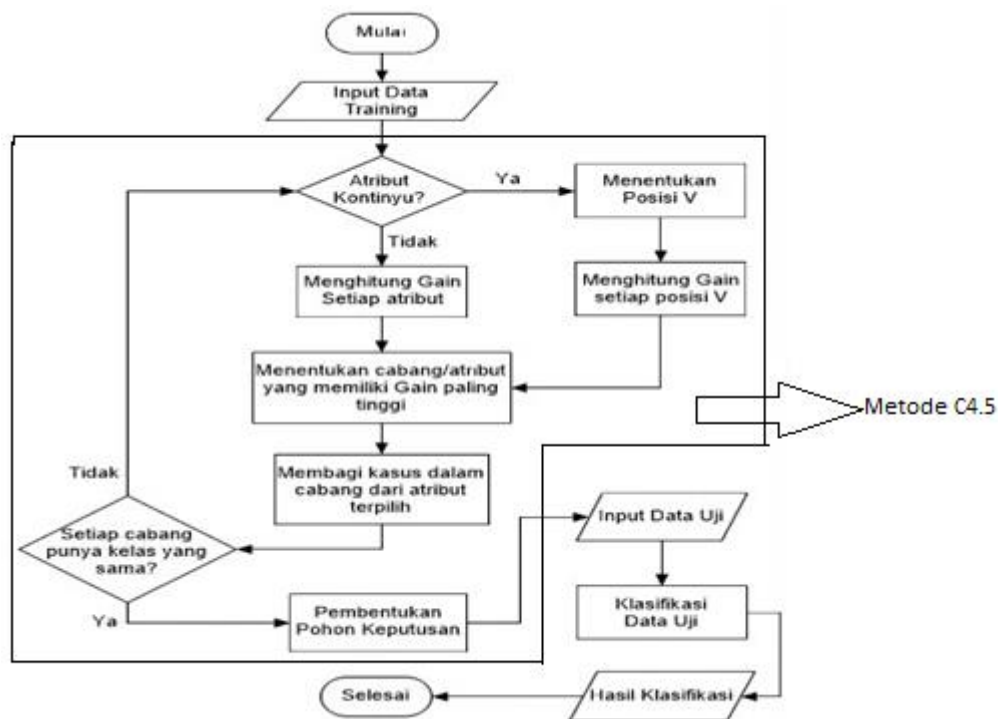 Mulai
Input Data
Training
Atribut
Kontinyu?
Ya
Menentukan
Posisi V
Tidak
Menghitung Gain
Setiap atribut
Menghitung Gain
setiap posisi V
Menentukan cabang/atribut
yang memiliki Gain paling
tinggi
Metode C4.5
Membagi kasus dalam
cabang dari atribut
terpilih
Tidak
Setiap cabang
punya kelas yang
sama?
Ya
Pembentukan
Pohon Keputusan
Input Data Uji
Klasifikasi
Data Uji
Hasil Klasifikasi
Selesai